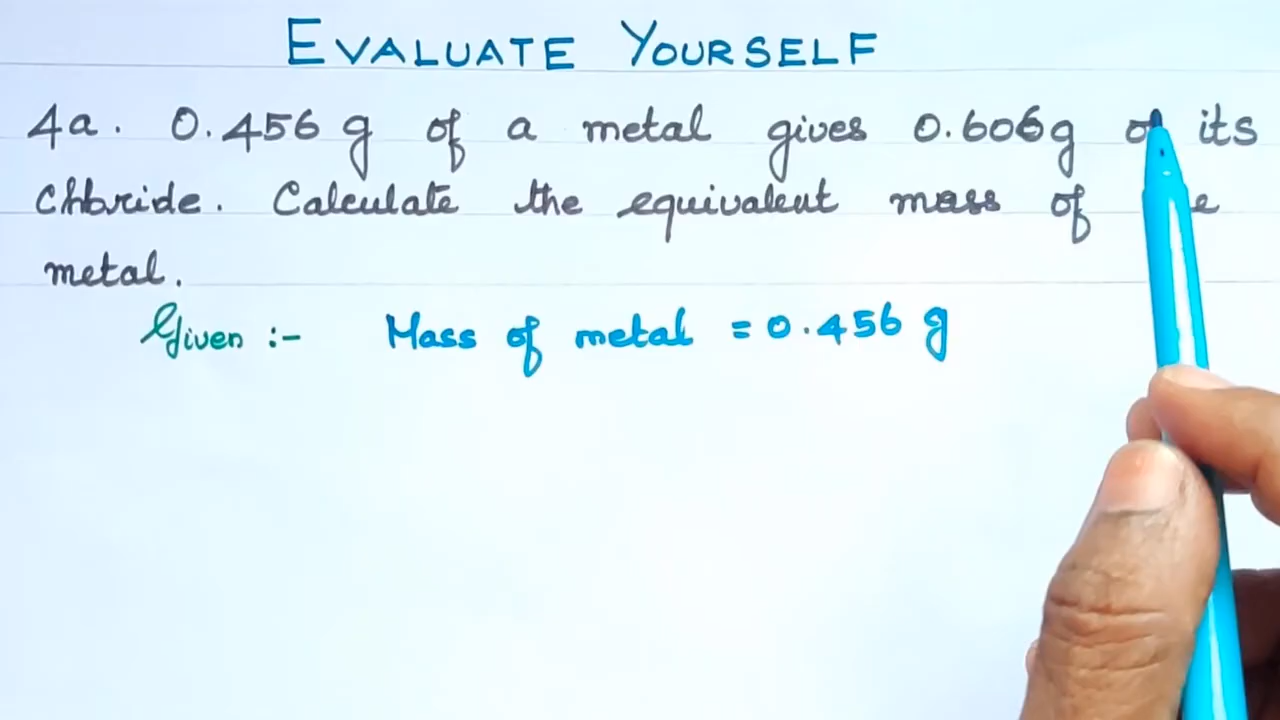 EVALUATE YOURSELF
4a. 0.456 g of a metal gives 0.606g its
Chloride. Calculate the equivalent mass of
metal.
Given :- Mass of metal = 0.456 g